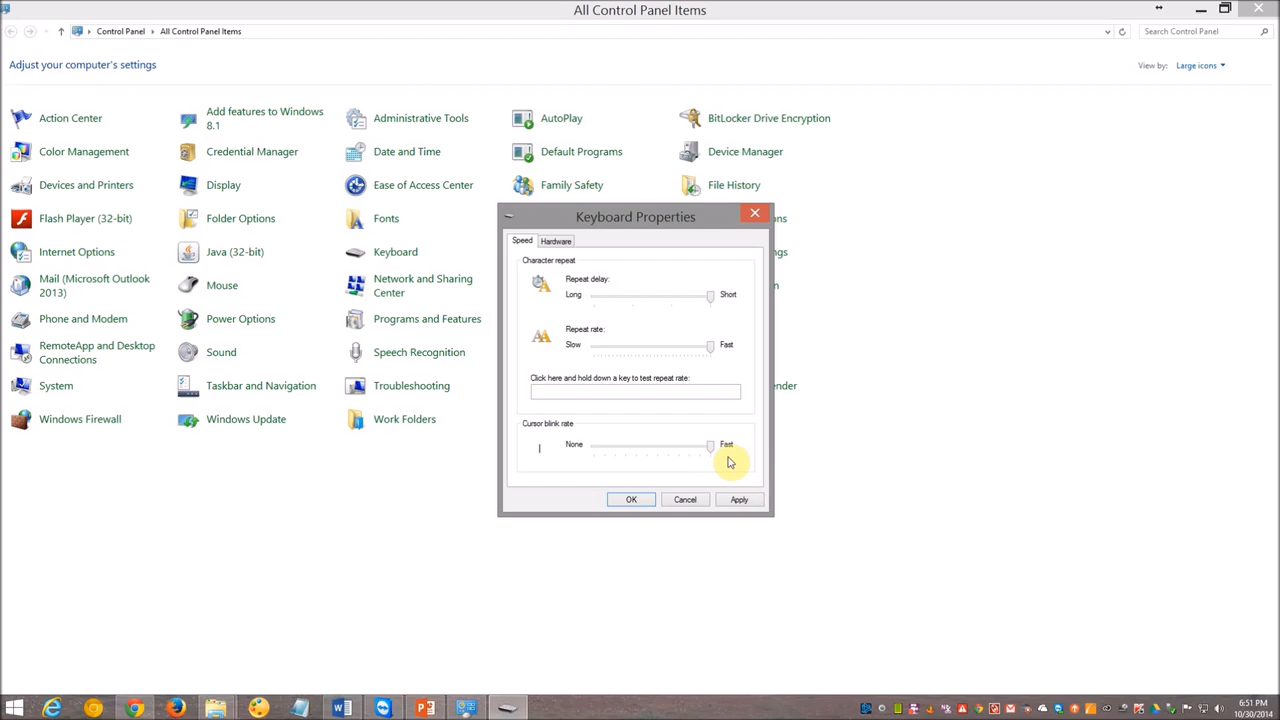 All Control Panel Items
Control Panel
All Control Panel Items
Search Control Panel
Adjust your computer's settings
View by:
Large icons
Action Center
Add features to Windows
8.1
Administrative Tools
AutoPlay
BitLocker Drive Encryption
Color Management
Credential Manager
Date and Time
Default Programs
Device Manager
Devices and Printers
Display
Ease of Access Center
Family Safety
File History
Flash Player (32-bit)
Folder Options
Fonts
Internet Options
Java (32-bit)
Keyboard
Mail (Microsoft Outlook
2013)
Mouse
Network and Sharing
Center
Phone and Modem
Power Options
Programs and Features
RemoteApp and Desktop
Connections
Sound
Speech Recognition
System
Taskbar and Navigation
Troubleshooting
Windows Firewall
Windows Update
Work Folders
Keyboard Properties
Speed
Hardware
Character repeat
Repeat delay:
Long
Short
Repeat rate:
Slow
Fast
Click here and hold down a key to test repeat rate:
Cursor blink rate
None
Fast
OK
Cancel
Apply
6:51 PM
10/30/2014